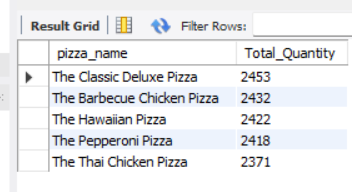 Result Grid Filter Rows:
pizza_name Total_Quantity
The Classic Deluxe Pizza 2453
The Barbecue Chicken Pizza 2432
The Hawaiian Pizza 2422
The Pepperoni Pizza 2418
The Thai Chicken Pizza 2371